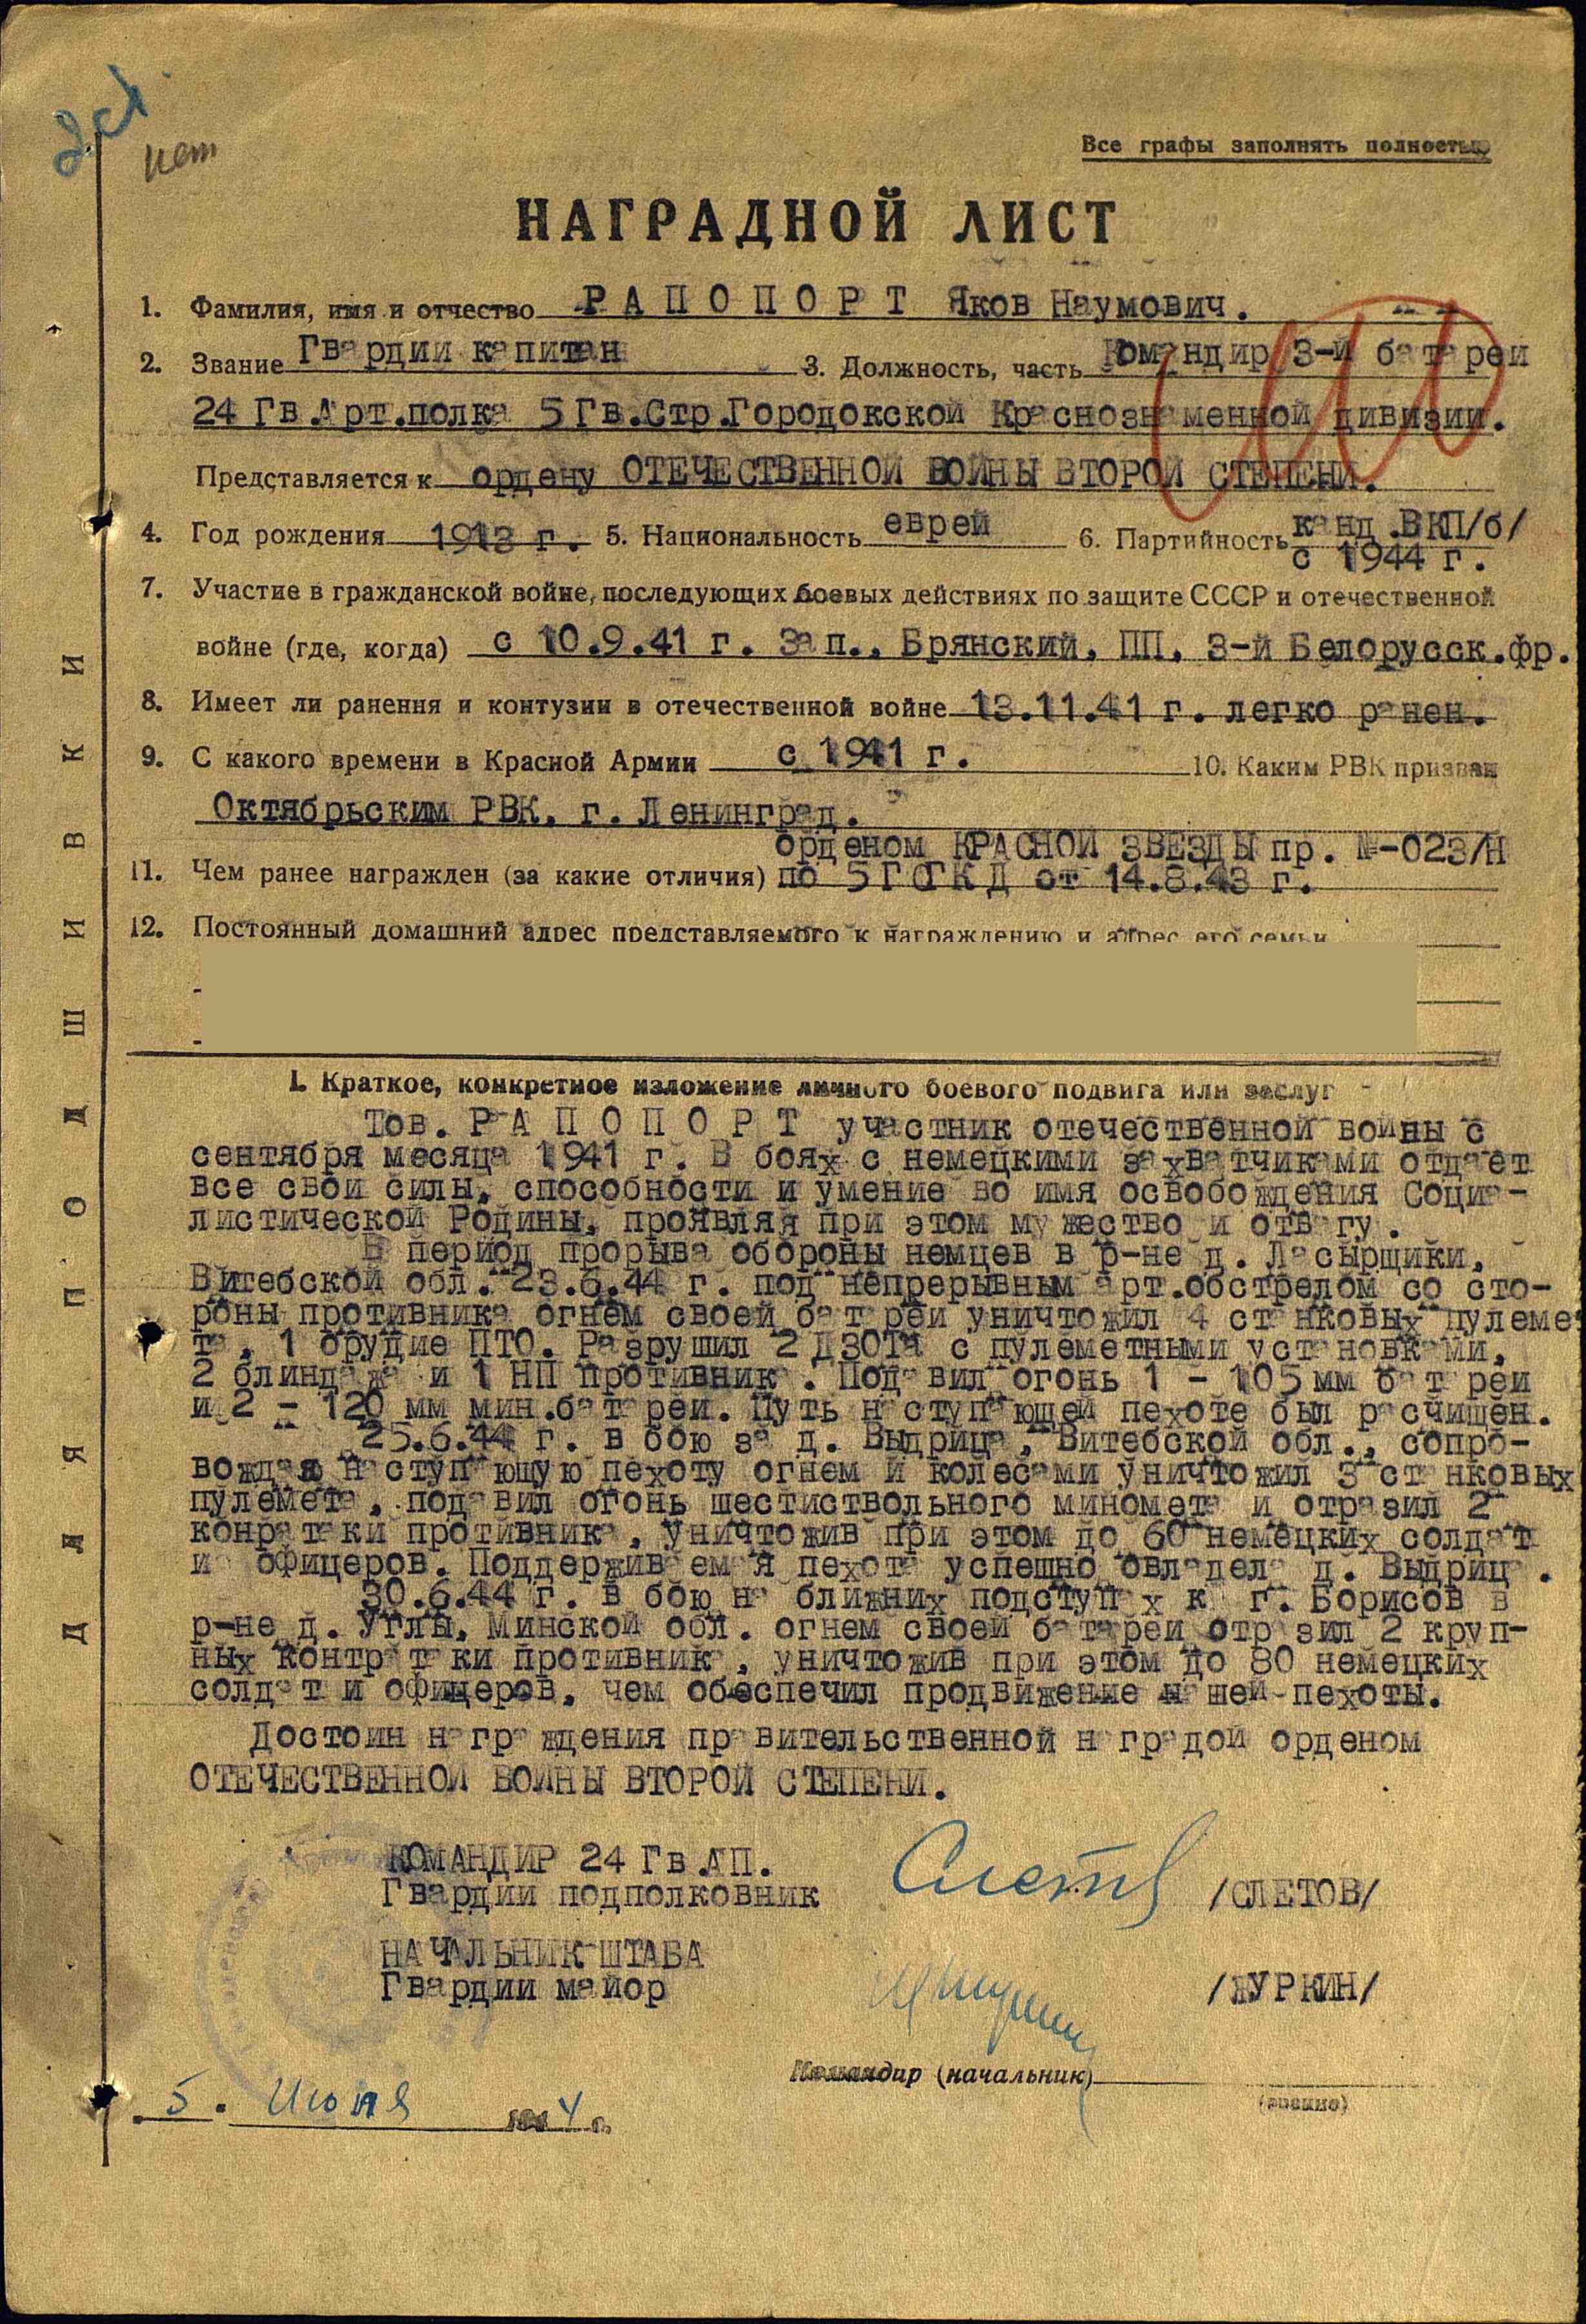 нет
Все графы заполнять полностью
НАГРАДНОЙ ЛИСТ
1. Фамилия, имя и отчество РАПОПОРТ Яков Наумович.
2. Звание Гвардии капитан 3. Должность, часть Командир 3-й батареи
24 Гв.Арт.полка 5 Гв.Стр.Городокской Краснознаменной дивизии.
Представляется к ордену ОТЕЧЕСТВЕННОЙ ВОЙНЫ ВТОРОЙ СТЕПЕНИ.
4. Год рождения 1913 г. 5. Национальность еврей 6. Партийность канд.ВКП/б/
с 1944 г.
7. Участие в гражданской войне, последующих боевых действиях по защите СССР и отечественной
войне (где, когда) с 10.9.41 г. Зап., Брянский, ПП, 3-й Белорусск.фр.
8. Имеет ли ранения и контузии в отечественной войне 13.11.41 г. легко ранен.
9. С какого времени в Красной Армии с 1941 г. 10. Каким РВК призван
Октябрьским РВК, г. Ленинград.
орденом КРАСНОЙ ЗВЕЗДЫ пр. №-023/Н
11. Чем ранее награжден (за какие отличия) по 5 ГСГКД от 14.8.43 г.
12. Постоянный домашний адрес представляемого к награждению и адрес его семьи
I. Краткое, конкретное изложение личного боевого подвига или заслуг
Тов. РАПОПОРТ участник отечественной войны с
сентября месяца 1941 г. В боях с немецкими захватчиками отдает
все свои силы, способности и умение во имя освобождения Социа-
листической Родины, проявляя при этом мужество и отвагу.
В период прорыва обороны немцев в р-не д. Ласырщики,
Витебской обл. 23.6.44 г. под непрерывным арт.обстрелом со сто-
роны противника огнем своей батареи уничтожил 4 станковых пулеме-
та, 1 орудие ПТО. Разрушил 2 ДЗОТа с пулеметными установками,
2 блиндажа и 1 НП противника. Подавил огонь 1 - 105 мм батареи
и 2 - 120 мм мин.батареи. Путь наступающей пехоте был расчищен.
25.6.44 г. в бою за д. Выдрица, Витебской обл., сопро-
вождая наступающую пехоту огнем и колесами уничтожил 3 станковых
пулемета, подавил огонь шестиствольного миномета и отразил 2
конратаки противника, уничтожив при этом до 60 немецких солдат
и офицеров. Поддерживаемая пехота успешно овладела д. Выдрица.
30.6.44 г. в бою на ближних подступах к г. Борисов в
р-не д. Углы, Минской обл. огнем своей батареи отразил 2 круп-
ных контратаки противника, уничтожив при этом до 80 немецких
солдат и офицеров, чем обеспечил продвижение нашей пехоты.
Достоин награждения правительственной наградой орденом
ОТЕЧЕСТВЕННОЙ ВОЙНЫ ВТОРОЙ СТЕПЕНИ.
КОМАНДИР 24 Гв.АП.
Гвардии подполковник Слетов /СЛЕТОВ/
НАЧАЛЬНИК ШТАБА
Гвардии майор /ЖУРКИН/
Командир (начальник)
5. Июля 1944 г.
ДЛЯ ПОДШИВКИ